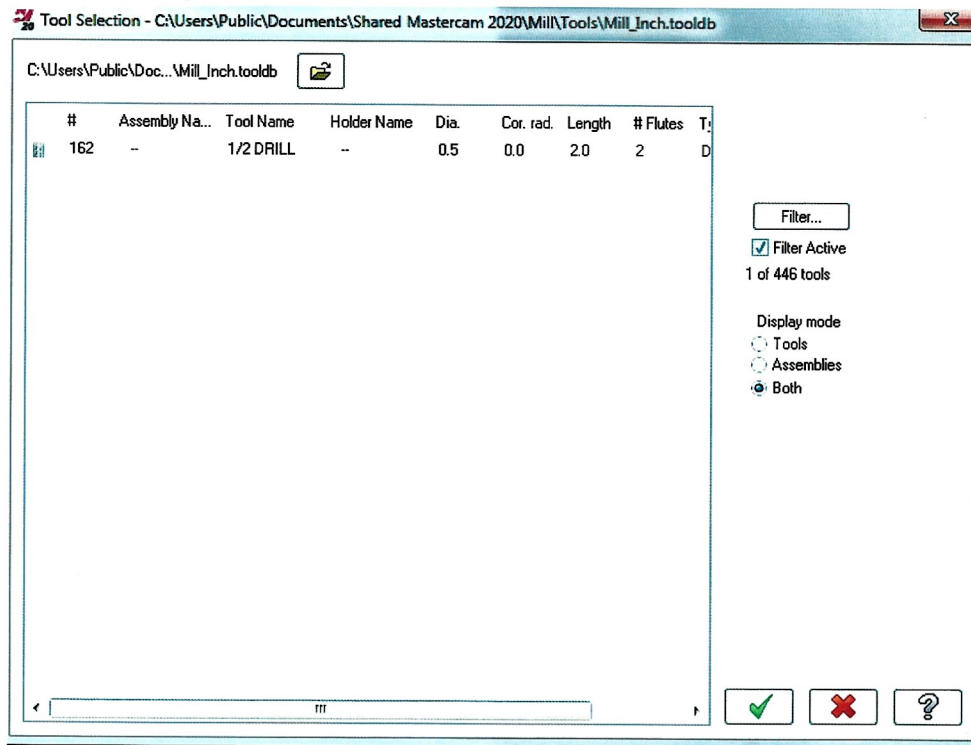 Tool Selection - C:\Users\Public\Documents\Shared Mastercam 2020\Mill\Tools\Mill_Inch.tooldb
C:\Users\Public\Doc...\Mill_Inch.tooldb
# Assembly Na... Tool Name Holder Name Dia. Cor. rad. Length # Flutes Ty
162 -- 1/2 DRILL -- 0.5 0.0 2.0 2 D
Filter...
Filter Active
1 of 446 tools
Display mode
Tools
Assemblies
Both